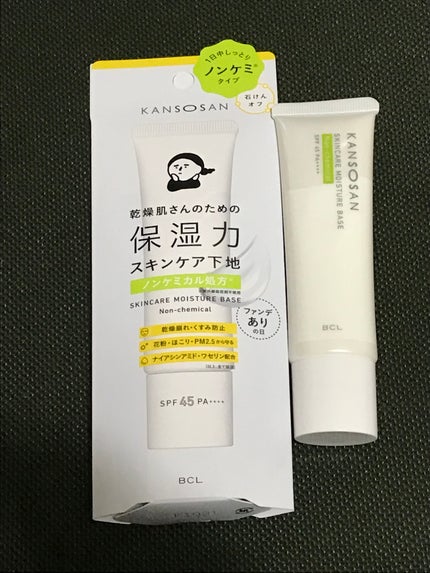 1日中しっとり
ノンケミ※
タイプ
石けん
オフ
KANSOSAN
乾燥肌さんのための
保湿力
スキンケア下地
ノンケミカル処方※
SKINCARE MOISTURE BASE
Non-chemical
ファンデ
ありの日
乾燥崩れ・くすみ防止
花粉・ほこり・PM2.5から守る
ナイアシンアミド・ワセリン配合
SPF 45 PA++++
BCL
KANSOSAN
SKINCARE MOISTURE BASE
Non-chemical
SPF 45 PA++++
BCL